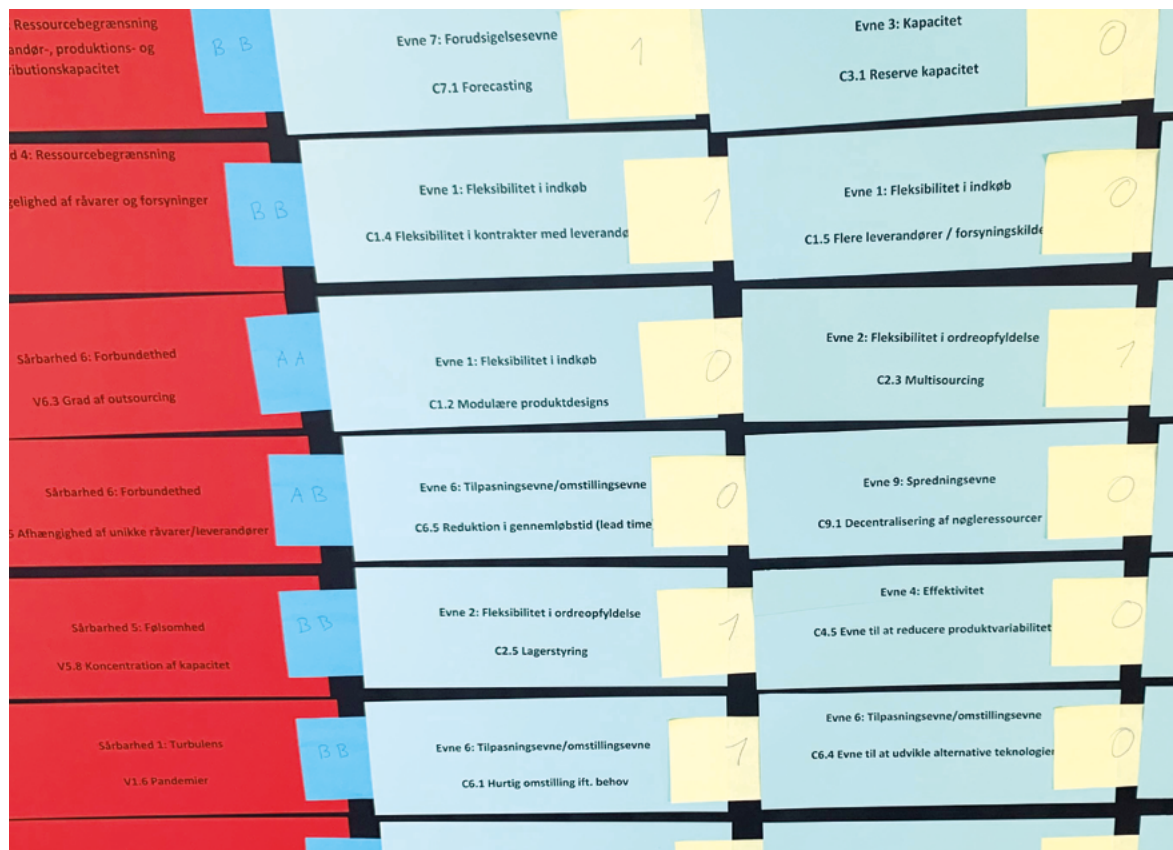 Ressourcebegrænsning
andør-, produktions- og
ributionskapacitet
B B
Evne 7: Forudsigelsesevne
C7.1 Forecasting
1
Evne 3: Kapacitet
C3.1 Reserve kapacitet
0
d 4: Ressourcebegrænsning
gelighed af råvarer og forsyninger
B B
Evne 1: Fleksibilitet i indkøb
C1.4 Fleksibilitet i kontrakter med leverandø
1
Evne 1: Fleksibilitet i indkøb
C1.5 Flere leverandører / forsyningskilde
0
Sårbarhed 6: Forbundethed
V6.3 Grad af outsourcing
A A
Evne 1: Fleksibilitet i indkøb
C1.2 Modulære produktdesigns
0
Evne 2: Fleksibilitet i ordreopfyldelse
C2.3 Multisourcing
1
Sårbarhed 6: Forbundethed
5 Afhængighed af unikke råvarer/leverandører
A B
Evne 6: Tilpasningsevne/omstillingsevne
C6.5 Reduktion i gennemløbstid (lead time
0
Evne 9: Spredningsevne
C9.1 Decentralisering af nøgleressourcer
0
Sårbarhed 5: Følsomhed
V5.8 Koncentration af kapacitet
B B
Evne 2: Fleksibilitet i ordreopfyldelse
C2.5 Lagerstyring
1
Evne 4: Effektivitet
C4.5 Evne til at reducere produktvariabilitet
0
Sårbarhed 1: Turbulens
V1.6 Pandemier
B B
Evne 6: Tilpasningsevne/omstillingsevne
C6.1 Hurtig omstilling ift. behov
1
Evne 6: Tilpasningsevne/omstillingsevne
C6.4 Evne til at udvikle alternative teknologier
0